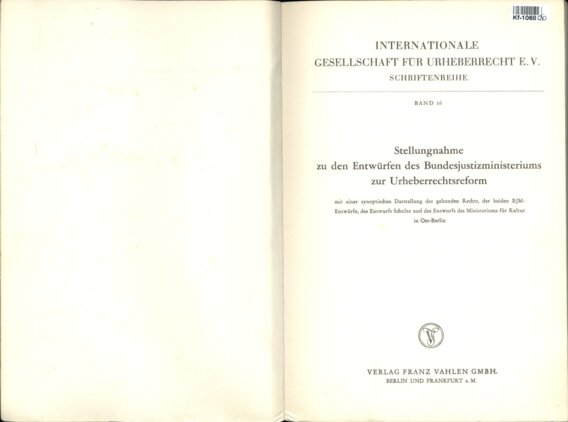 Kf-1068
INTERNATIONALE
GESELLSCHAFT FÜR URHEBERRECHT E. V.
SCHRIFTENREIHE
BAND 16
Stellungnahme
zu den Entwürfen des Bundesjustizministeriums
zur Urheberrechtsreform
mit einer synoptischen Darstellung des geltenden Rechts, der beiden BJM-
Entwürfe, des Entwurfs Schulze und des Entwurfs des Ministeriums für Kultur
in Ost-Berlin
VERLAG FRANZ VAHLEN GMBH.
BERLIN UND FRANKFURT a. M.